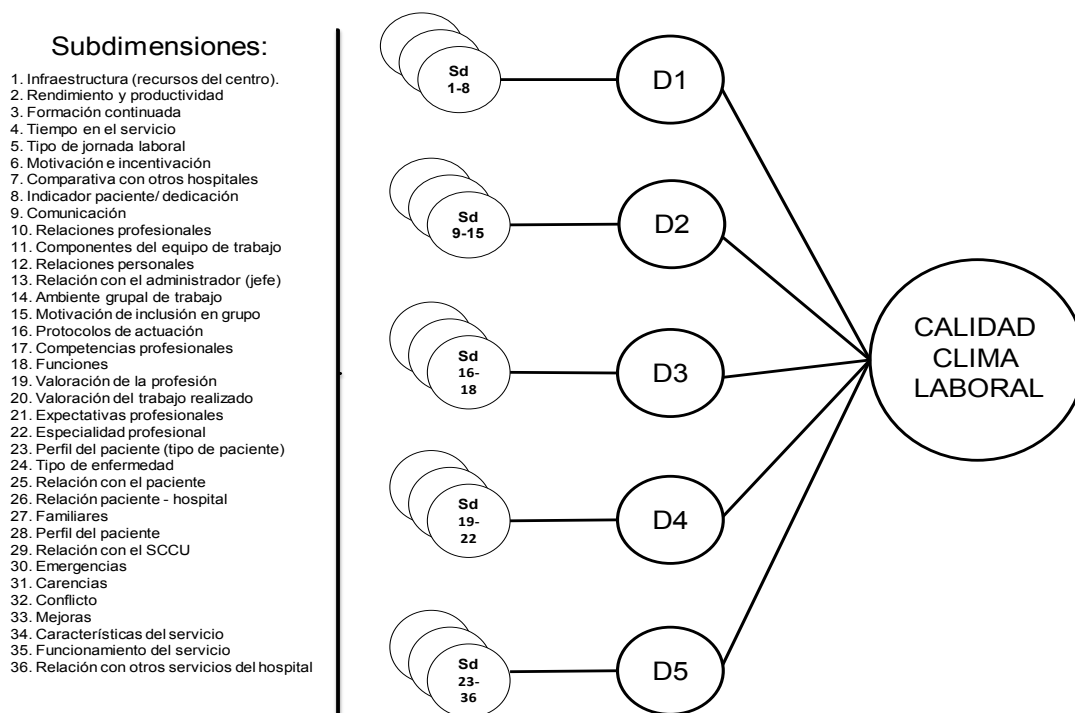 Subdimensiones:
1. Infraestructura (recursos del centro).
2. Rendimiento y productividad
3. Formación continuada
4. Tiempo en el servicio
5. Tipo de jornada laboral
6. Motivación e incentivación
7. Comparativa con otros hospitales
8. Indicador paciente/ dedicación
9. Comunicación
10. Relaciones profesionales
11. Componentes del equipo de trabajo
12. Relaciones personales
13. Relación con el administrador (jefe)
14. Ambiente grupal de trabajo
15. Motivación de inclusión en grupo
16. Protocolos de actuación
17. Competencias profesionales
18. Funciones
19. Valoración de la profesión
20. Valoración del trabajo realizado
21. Expectativas profesionales
22. Especialidad profesional
23. Perfil del paciente (tipo de paciente)
24. Tipo de enfermedad
25. Relación con el paciente
26. Relación paciente - hospital
27. Familiares
28. Perfil del paciente
29. Relación con el SCCU
30. Emergencias
31. Carencias
32. Conflicto
33. Mejoras
34. Características del servicio
35. Funcionamiento del servicio
36. Relación con otros servicios del hospital
Sd
1-8
D1
Sd
9-15
D2
Sd
16-
18
D3
Sd
19-
22
D4
Sd
23-
36
D5
CALIDAD
CLIMA
LABORAL